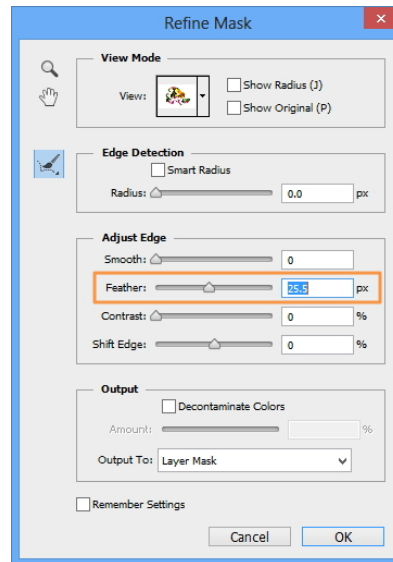 Refine Mask
View Mode
View:
Show Radius (J)
Show Original (P)
Edge Detection
Smart Radius
Radius: 0.0 px
Adjust Edge
Smooth: 0
Feather: 25.5 px
Contrast: 0 %
Shift Edge: 0 %
Output
Decontaminate Colors
Amount: %
Output To: Layer Mask
Remember Settings
Cancel OK